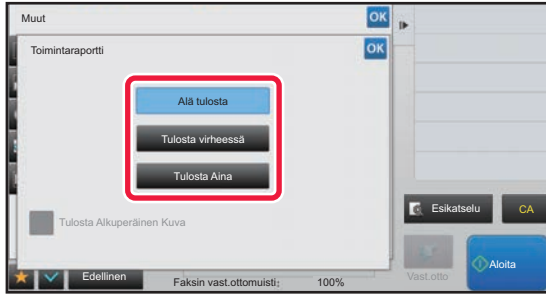 Muut
OK
Toimintaraportti
OK
Alä tulosta
Tulosta virheessä
Tulosta Aina
Tulosta Alkuperäinen Kuva
Esikatselu
CA
Edellinen
Faksin vast.ottomuisti:
100%
Vast.otto
Aloita